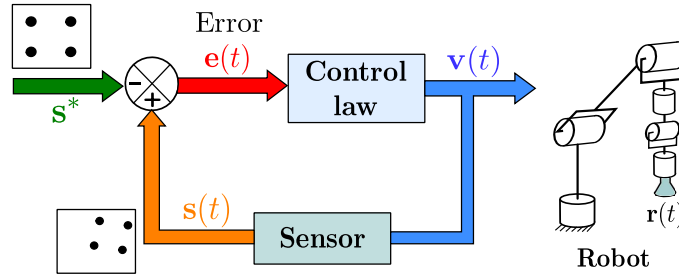 Error
e(t)
v(t)
Control
law
-
+
s*
s(t)
Sensor
r(t)
Robot